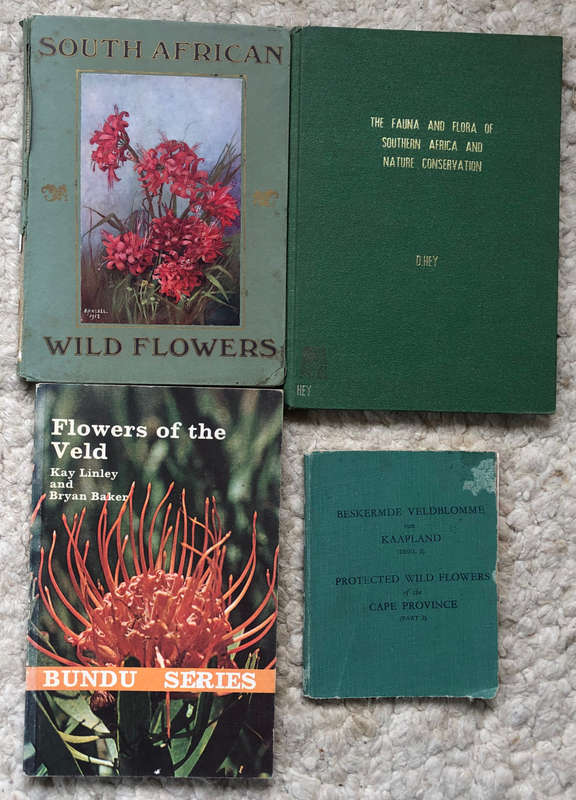 SOUTH AFRICAN
WILD FLOWERS
THE FAUNA AND FLORA OF
SOUTHERN AFRICA AND
NATURE CONSERVATION
D.HEY
HEY
Flowers of the
Veld
Kay Linley
and
Bryan Baker
BUNDU SERIES
BESKERMDE VELDBLOMME
van
KAAPLAND
PROTECTED WILD FLOWERS
of the
CAPE PROVINCE